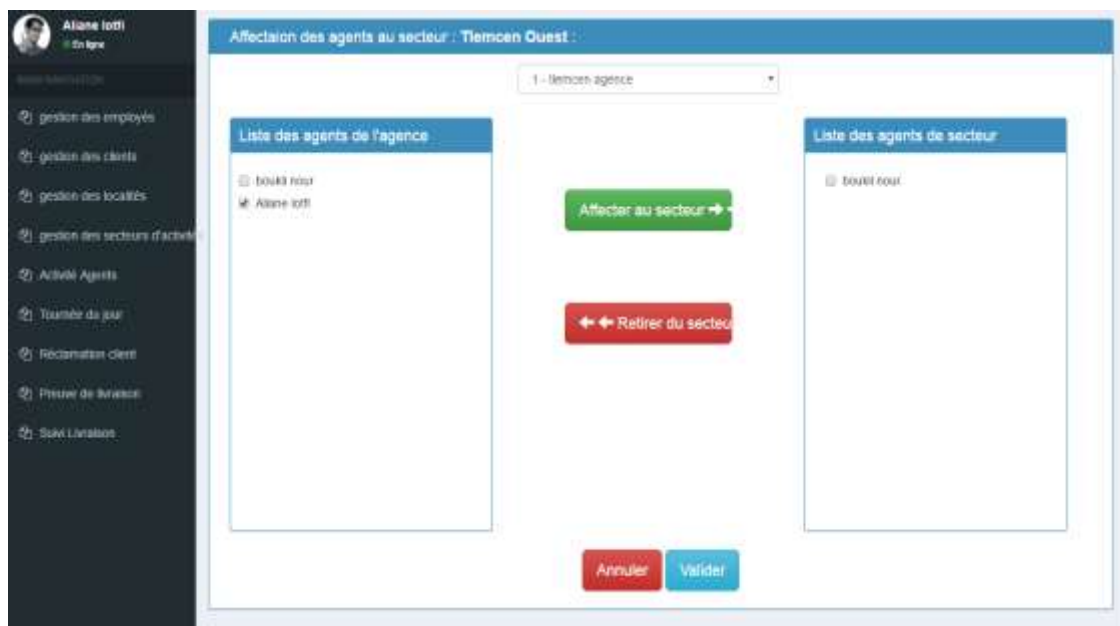 Aliane lotfi
En ligne
MAIN NAVIGATION
gestion des employés
gestion des clients
gestion des localités
gestion des secteurs d'activité
Activité Agents
Tournée du jour
Réclamation client
Preuve de livraison
Suivi Livraison
Affectaion des agents au secteur : Tlemcen Ouest :
1 - tlemcen agence
Liste des agents de l'agence
boukli nour
Aliane lotfi
Affecter au secteur
Retirer du secteu
Liste des agents de secteur
boukli nour
Annuler
Valider